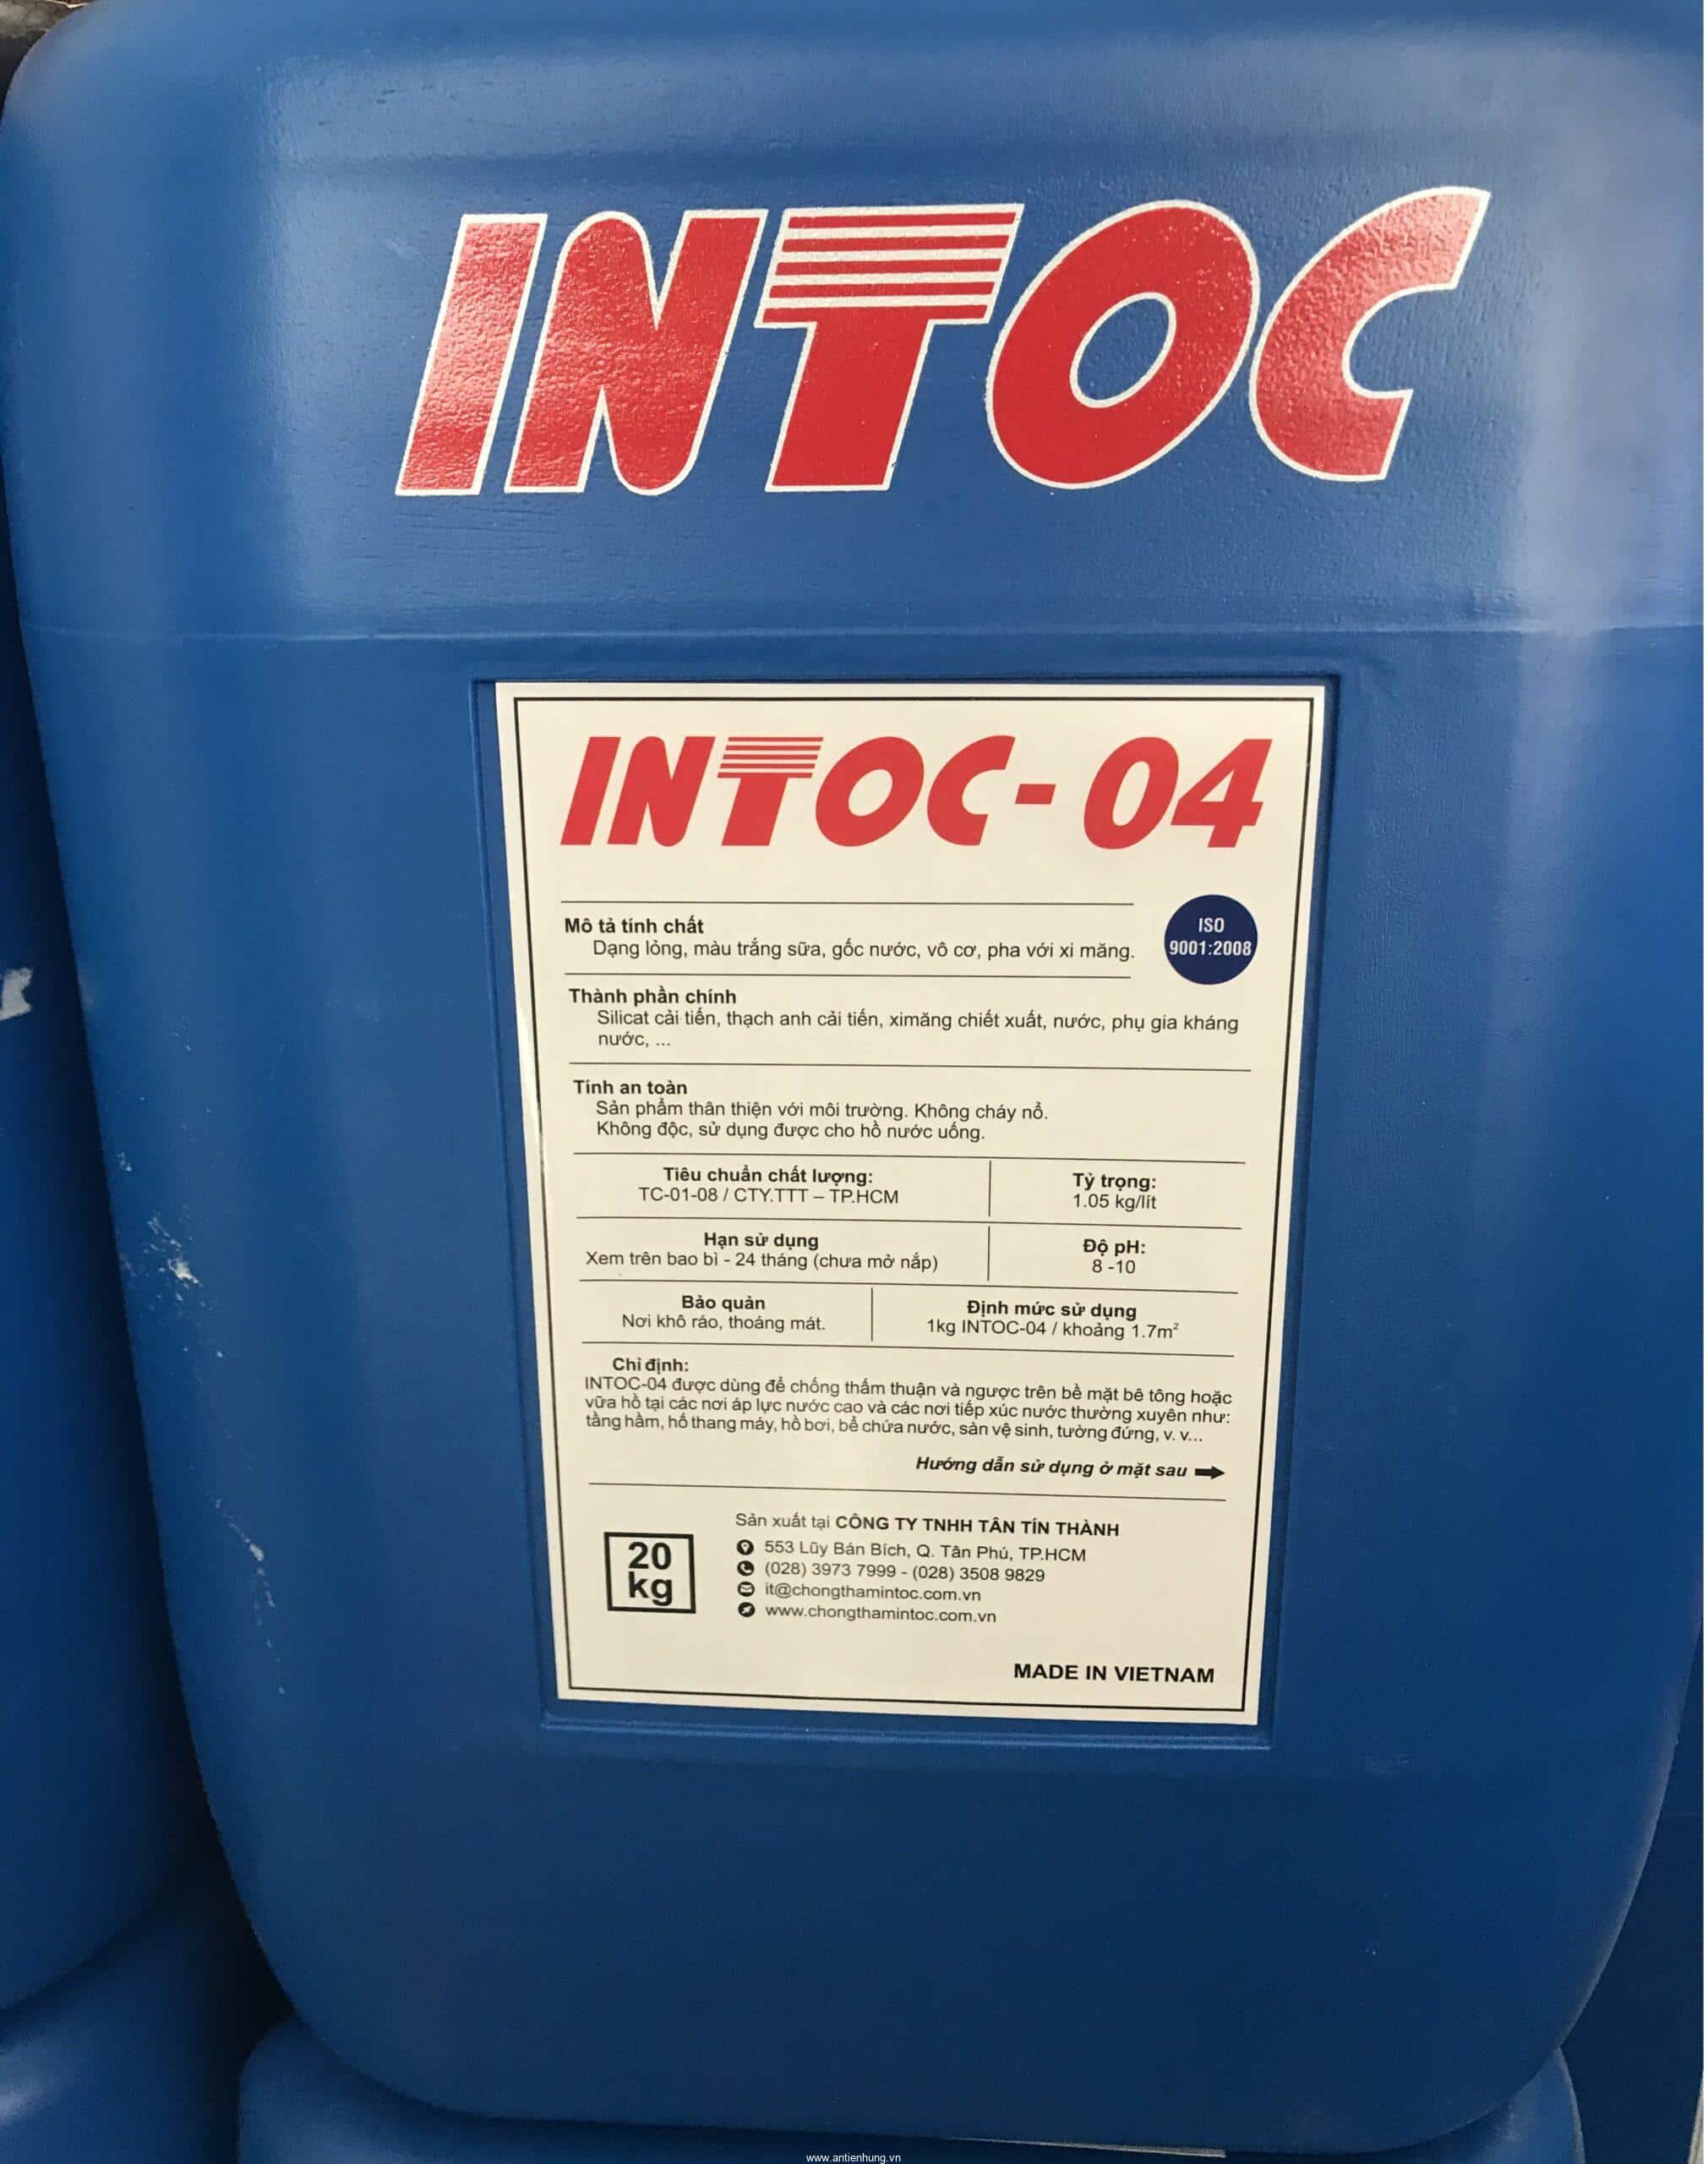 INTOC
INTOC-04
Mô tả tính chất
Dạng lỏng, màu trắng sữa, gốc nước, vô cơ, pha với xi măng.
ISO
9001:2008
Thành phần chính
Silicat cải tiến, thạch anh cải tiến, ximăng chiết xuất, nước, phụ gia kháng
nước, ...
Tính an toàn
Sản phẩm thân thiện với môi trường. Không cháy nổ.
Không độc, sử dụng được cho hồ nước uống.
Tiêu chuẩn chất lượng:
TC-01-08 / CTY.TTT – TP.HCM
Tỷ trọng:
1.05 kg/lít
Hạn sử dụng
Xem trên bao bì - 24 tháng (chưa mở nắp)
Độ pH:
8 -10
Bảo quản
Nơi khô ráo, thoáng mát.
Định mức sử dụng
1kg INTOC-04 / khoảng 1.7m²
Chỉ định:
INTOC-04 được dùng để chống thấm thuận và ngược trên bề mặt bê tông hoặc
vữa hồ tại các nơi áp lực nước cao và các nơi tiếp xúc nước thường xuyên như:
tầng hầm, hố thang máy, hồ bơi, bể chứa nước, sàn vệ sinh, tường đứng, v. v...
Hướng dẫn sử dụng ở mặt sau
20
kg
Sản xuất tại CÔNG TY TNHH TÂN TÍN THÀNH
553 Lũy Bán Bích, Q. Tân Phú, TP.HCM
(028) 3973 7999 - (028) 3508 9829
it@chongthamintoc.com.vn
www.chongthamintoc.com.vn
MADE IN VIETNAM
www.antienhung.vn